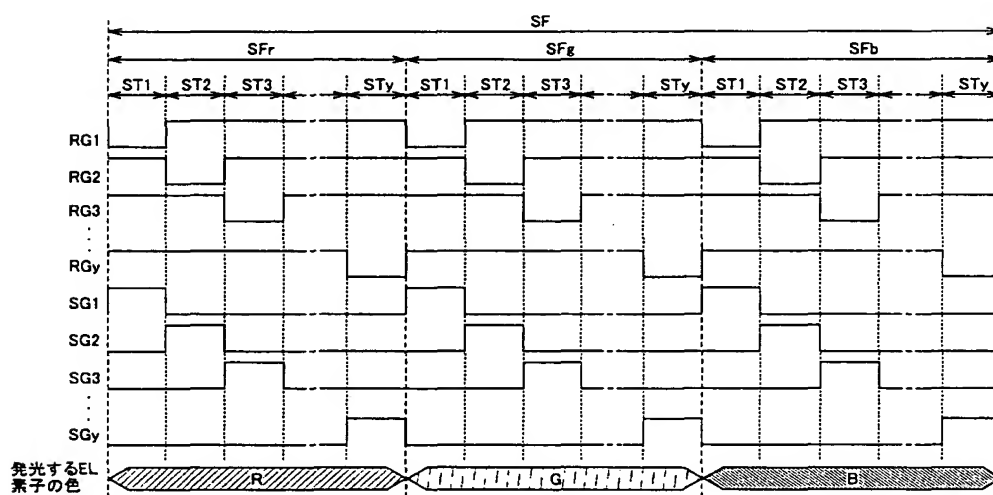 SF
SFr SFg SFb
ST1 ST2 ST3 STy ST1 ST2 ST3 STy ST1 ST2 ST3 STy
RG1
RG2
RG3
RGy
SG1
SG2
SG3
SGy
発光するEL
素子の色
R G B